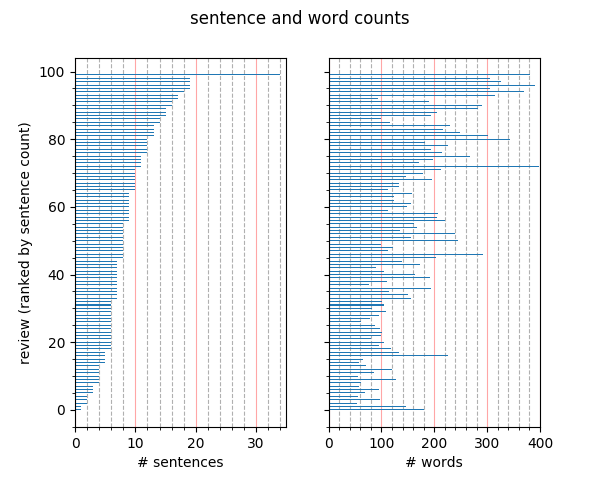 sentence and word counts
review (ranked by sentence count)
100
80
60
40
20
0
0 10 20 30
# sentences
0 100 200 300 400
# words